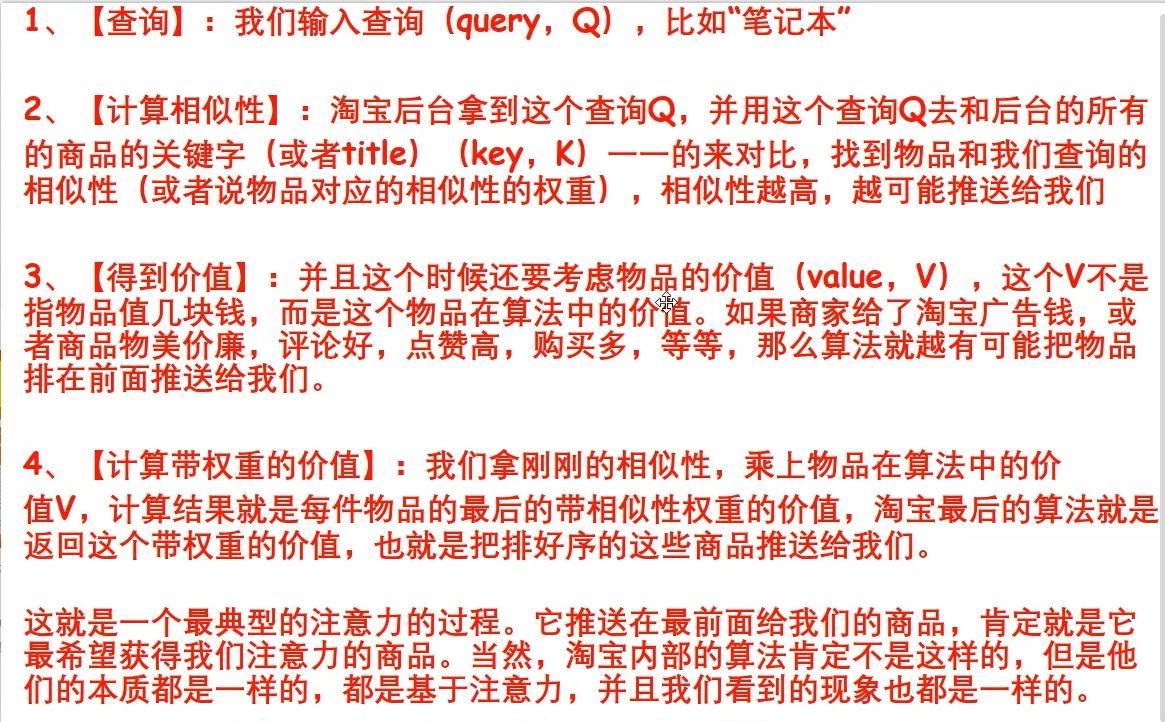 1、【查询】：我们输入查询（query，Q），比如“笔记本”
2、【计算相似性】：淘宝后台拿到这个查询Q，并用这个查询Q去和后台的所有
的商品的关键字（或者title）（key，K）一一的来对比，找到物品和我们查询的
相似性（或者说物品对应的相似性的权重），相似性越高，越可能推送给我们
3、【得到价值】：并且这个时候还要考虑物品的价值（value，V），这个V不是
指物品值几块钱，而是这个物品在算法中的价值。如果商家给了淘宝广告钱，或
者商品物美价廉，评论好，点赞高，购买多，等等，那么算法就越有可能把物品
排在前面推送给我们。
4、【计算带权重的价值】：我们拿刚刚的相似性，乘上物品在算法中的价
值V，计算结果就是每件物品的最后的带相似性权重的价值，淘宝最后的算法就是
返回这个带权重的价值，也就是把排好序的这些商品推送给我们。
这就是一个最典型的注意力的过程。它推送在最前面给我们的商品，肯定就是它
最希望获得我们注意力的商品。当然，淘宝内部的算法肯定不是这样的，但是他
们的本质都是一样的，都是基于注意力，并且我们看到的现象也都是一样的。